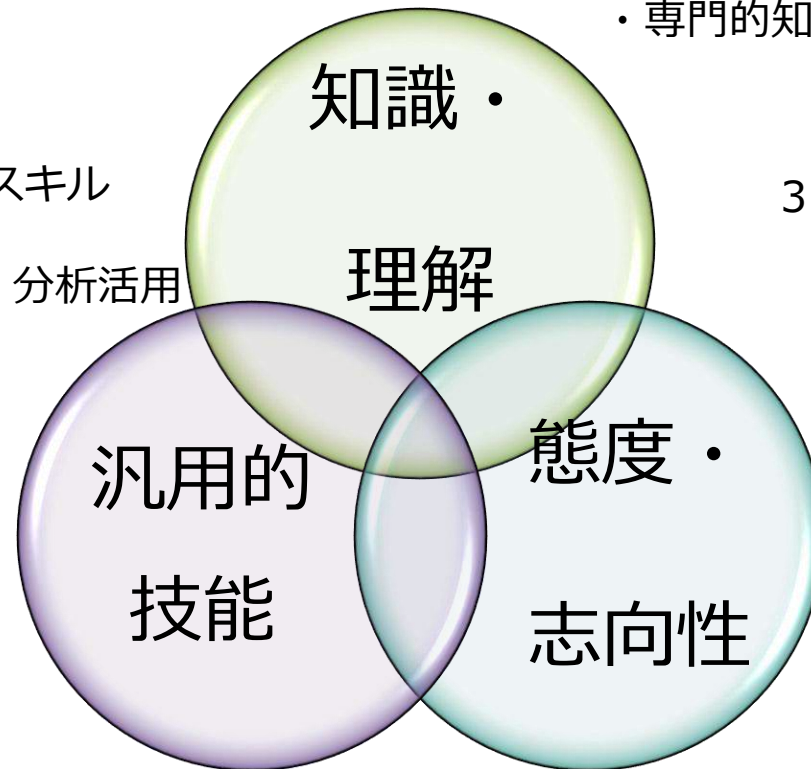 ・専門的知
知識・
スキル
3
理解
分析活用
態度・
汎用的
技能
志向性